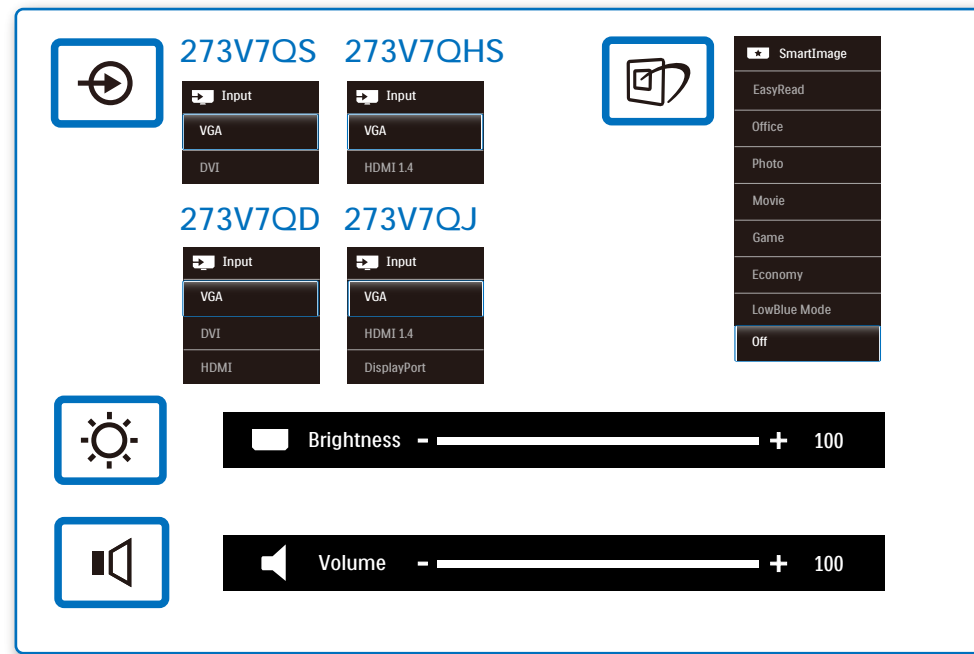 273V7QS
Input
VGA
DVI
273V7QHS
Input
VGA
HDMI 1.4
273V7QD
Input
VGA
DVI
HDMI
273V7QJ
Input
VGA
HDMI 1.4
DisplayPort
SmartImage
EasyRead
Office
Photo
Movie
Game
Economy
LowBlue Mode
Off
Brightness - + 100
Volume - + 100